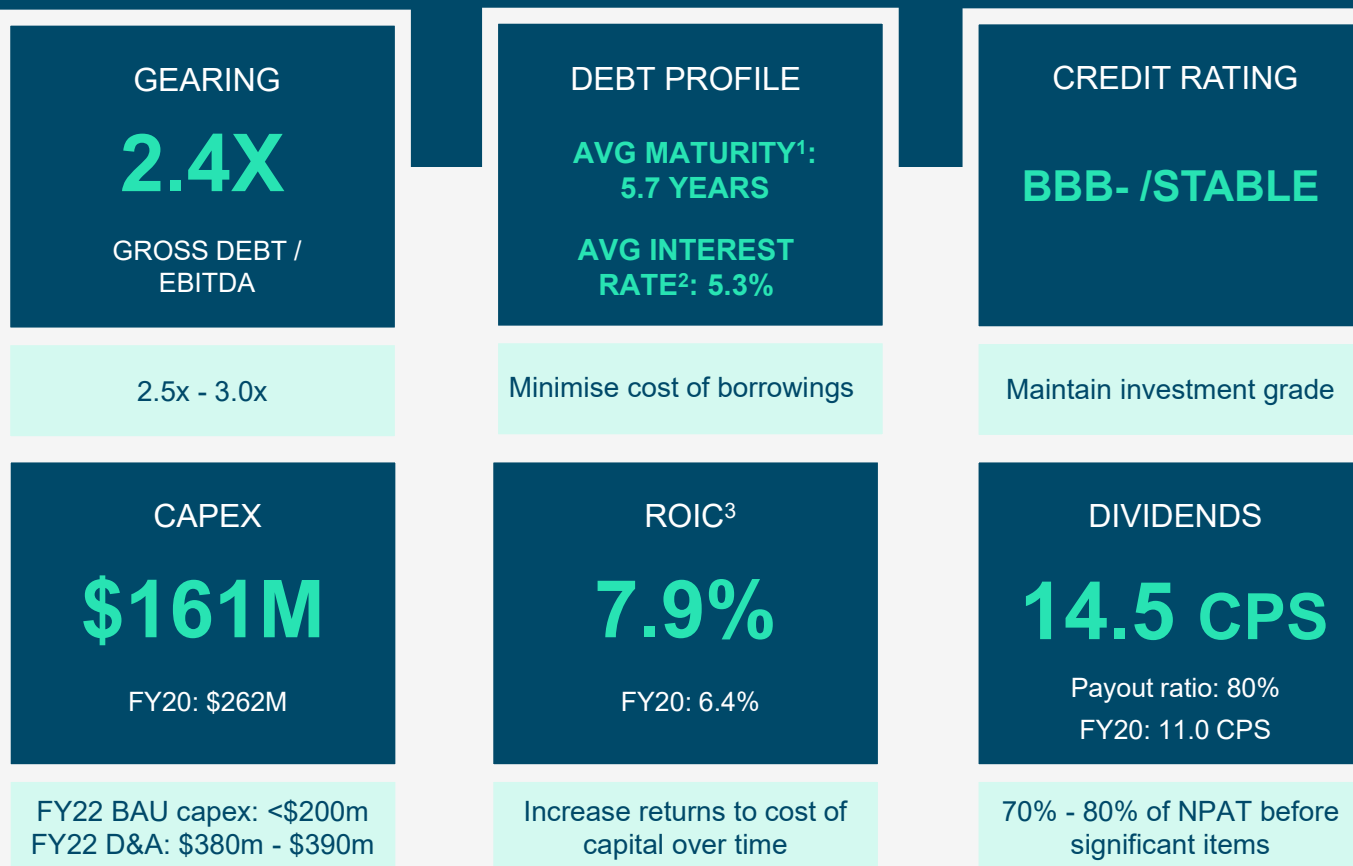 GEARING
2.4X
GROSS DEBT /
EBITDA
2.5x - 3.0x
DEBT PROFILE
AVG MATURITY¹:
5.7 YEARS
AVG INTEREST
RATE²: 5.3%
Minimise cost of borrowings
CREDIT RATING
BBB- /STABLE
Maintain investment grade
CAPEX
$161M
FY20: $262M
FY22 BAU capex: <$200m
FY22 D&A: $380m - $390m
ROIC³
7.9%
FY20: 6.4%
Increase returns to cost of
capital over time
DIVIDENDS
14.5 CPS
Payout ratio: 80%
FY20: 11.0 CPS
70% - 80% of NPAT before
significant items